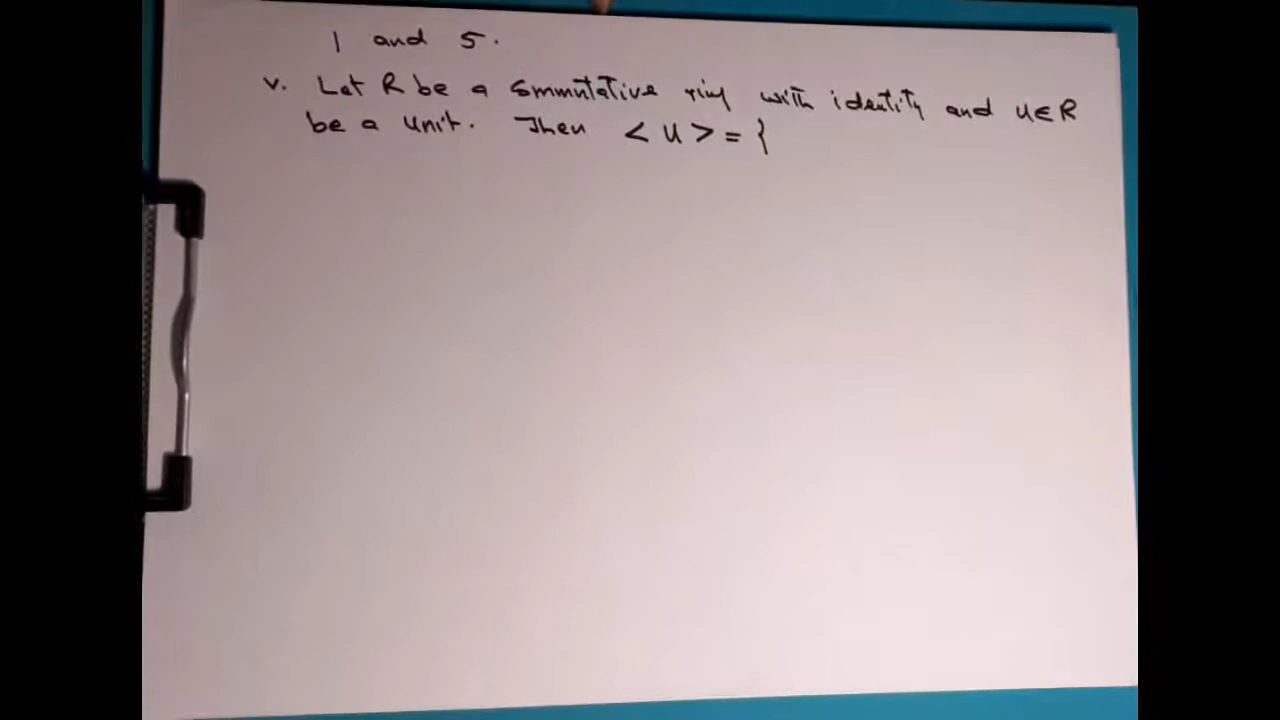 1 and 5.
v. Let R be a commutative ring with identity and u∈R
be a unit. Then <u> = {